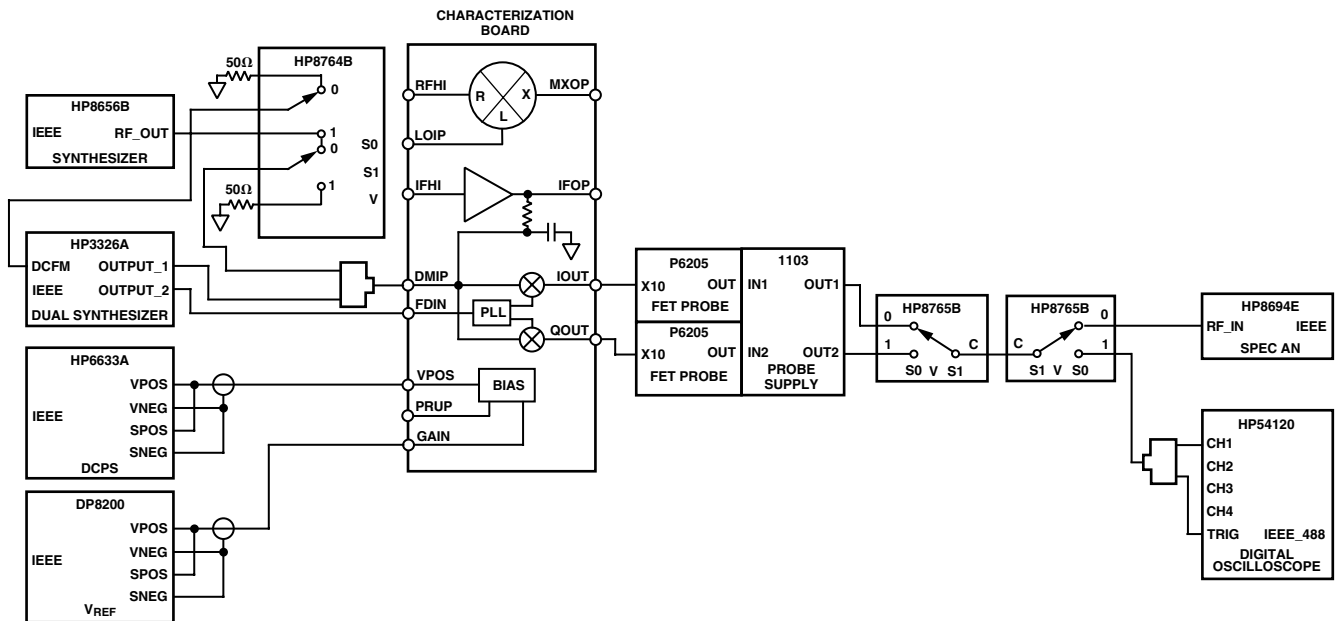 CHARACTERIZATION
BOARD
HP8656B
IEEE RF_OUT
SYNTHESIZER
50Ω
HP8764B
0
1
0
S0
S1
50Ω
1
V
HP3326A
DCFM OUTPUT_1
IEEE OUTPUT_2
DUAL SYNTHESIZER
HP6633A
VPOS
IEEE
VNEG
SPOS
SNEG
DCPS
DP8200
VPOS
IEEE
VNEG
SPOS
SNEG
VREF
RFHI
R
X
L
MXOP
LOIP
IFHI
IFOP
DMIP
IOUT
FDIN
PLL
QOUT
VPOS
BIAS
PRUP
GAIN
P6205
X10 OUT
FET PROBE
P6205
X10 OUT
FET PROBE
1103
IN1 OUT1
IN2 OUT2
PROBE
SUPPLY
HP8765B
0
1
C
S0 V S1
HP8765B
C
0
1
S1 V S0
HP8694E
RF_IN IEEE
SPEC AN
HP54120
CH1
CH2
CH3
CH4
TRIG IEEE_488
DIGITAL
OSCILLOSCOPE